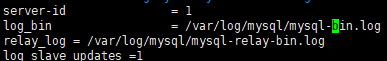 server-id = 1
log_bin = /var/log/mysql/mysql-bin.log
relay_log = /var/log/mysql/mysql-relay-bin.log
log_slave_updates =1